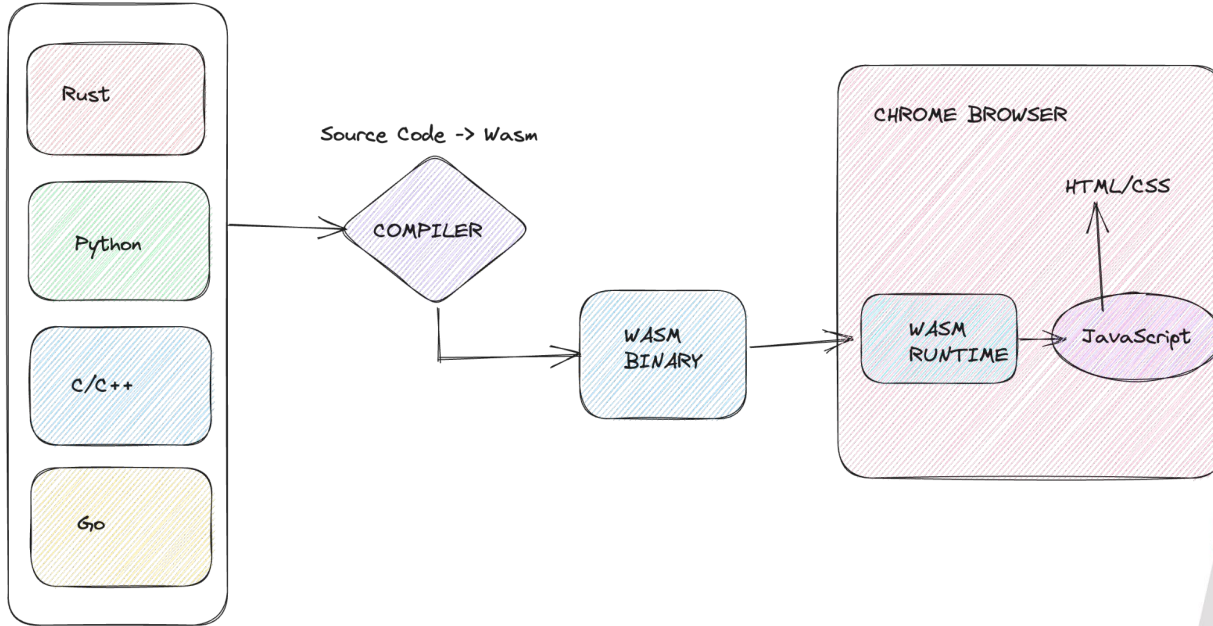 Rust
Python
C/C++
Go
Source Code -> Wasm
COMPILER
WASM
BINARY
CHROME BROWSER
HTML/CSS
WASM
RUNTIME
JavaScript